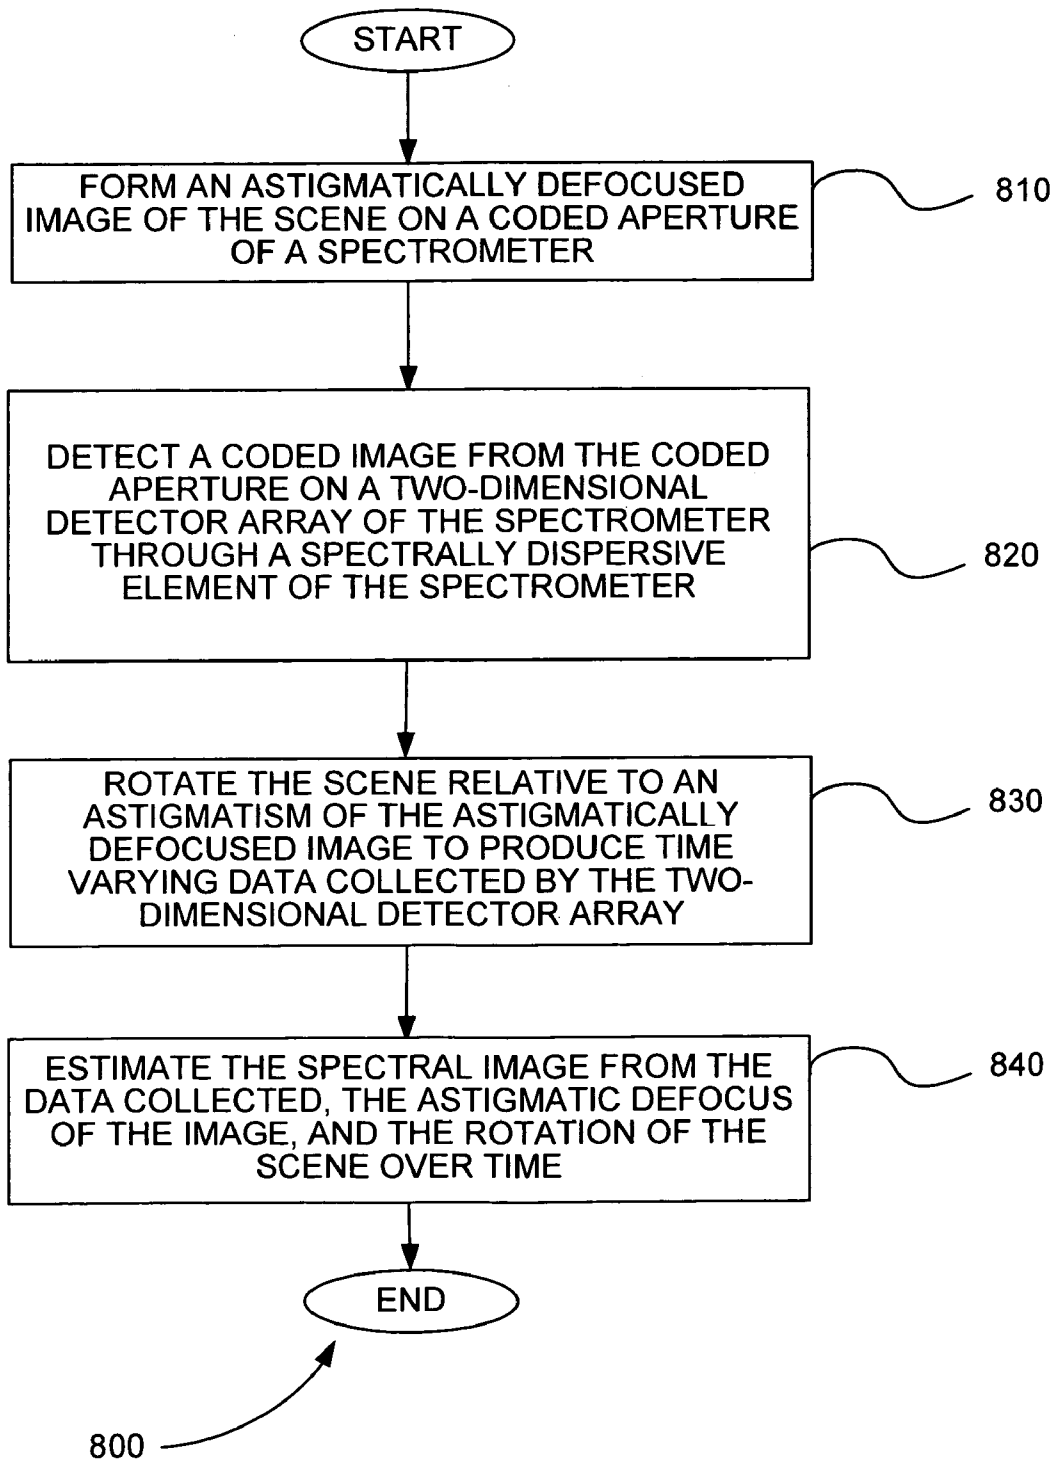 START
FORM AN ASTIGMATICALLY DEFOCUSED
IMAGE OF THE SCENE ON A CODED APERTURE
OF A SPECTROMETER
810
DETECT A CODED IMAGE FROM THE CODED
APERTURE ON A TWO-DIMENSIONAL
DETECTOR ARRAY OF THE SPECTROMETER
THROUGH A SPECTRALLY DISPERSIVE
ELEMENT OF THE SPECTROMETER
820
ROTATE THE SCENE RELATIVE TO AN
ASTIGMATISM OF THE ASTIGMATICALLY
DEFOCUSED IMAGE TO PRODUCE TIME
VARYING DATA COLLECTED BY THE TWO-
DIMENSIONAL DETECTOR ARRAY
830
ESTIMATE THE SPECTRAL IMAGE FROM THE
DATA COLLECTED, THE ASTIGMATIC DEFOCUS
OF THE IMAGE, AND THE ROTATION OF THE
SCENE OVER TIME
840
END
800